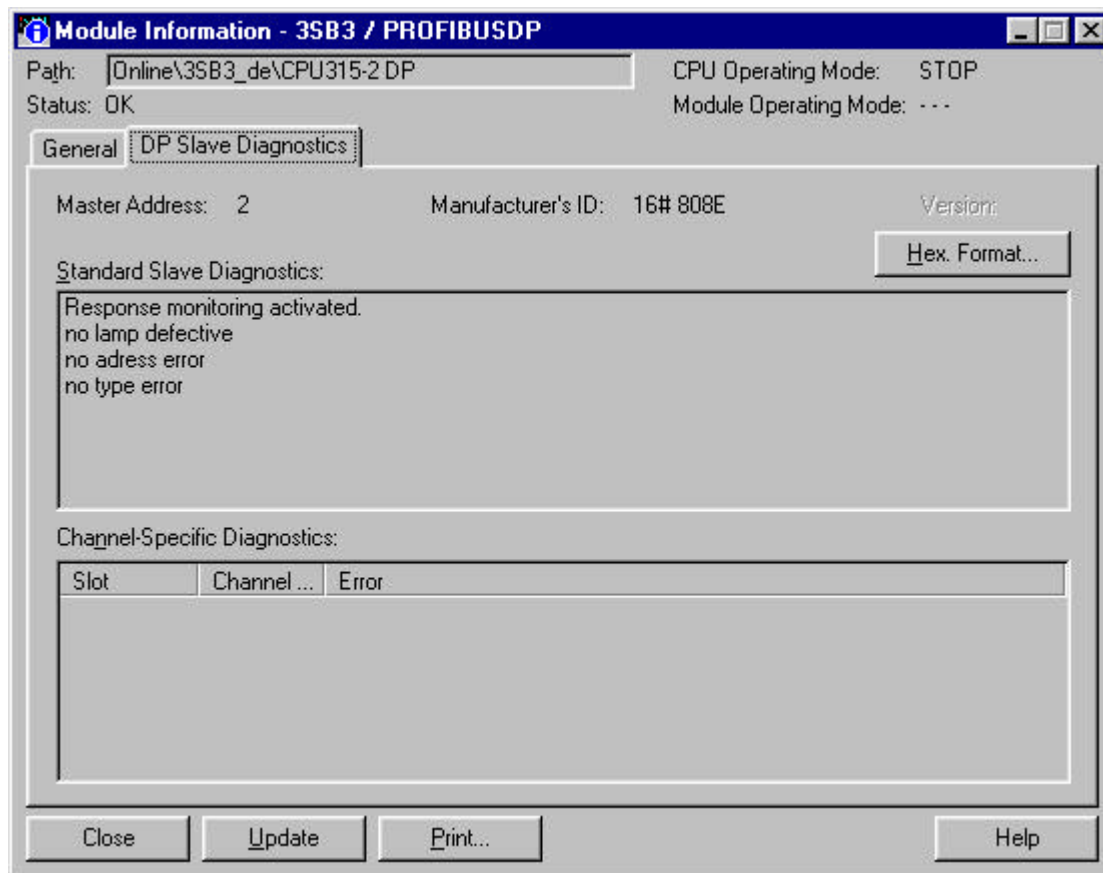 Module Information - 3SB3 / PROFIBUSDP
Path: Online\3SB3_de\CPU315-2 DP CPU Operating Mode: STOP
Status: OK Module Operating Mode: - - -
General DP Slave Diagnostics
Master Address: 2 Manufacturer's ID: 16# 808E Version:
Hex. Format...
Standard Slave Diagnostics:
Response monitoring activated.
no lamp defective
no adress error
no type error
Channel-Specific Diagnostics:
Slot Channel ... Error
Close Update Print... Help